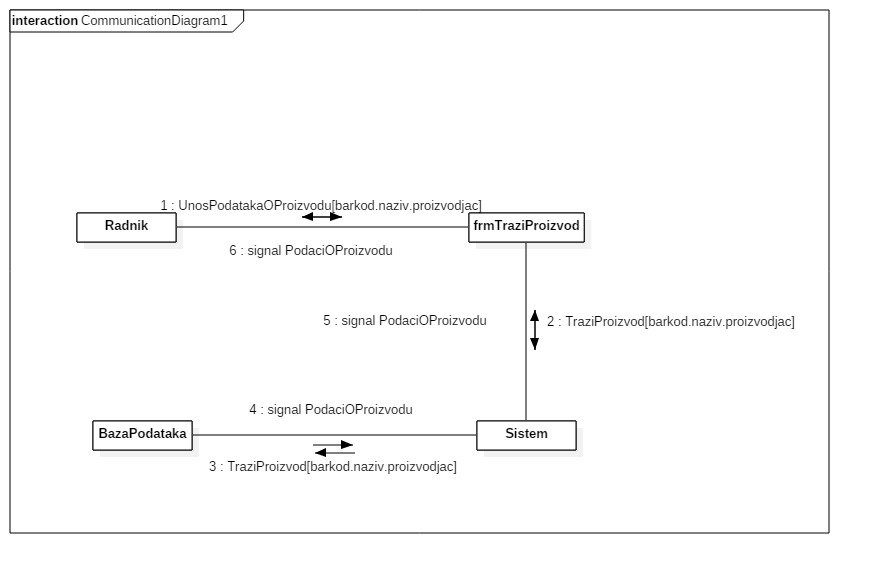 interaction CommunicationDiagram1
1 : UnosPodatakaOProizvodu[barkod.naziv.proizvodjac]
Radnik
frmTraziProizvod
6 : signal PodaciOProizvodu
5 : signal PodaciOProizvodu
2 : TraziProizvod[barkod.naziv.proizvodjac]
4 : signal PodaciOProizvodu
BazaPodataka
Sistem
3 : TraziProizvod[barkod.naziv.proizvodjac]